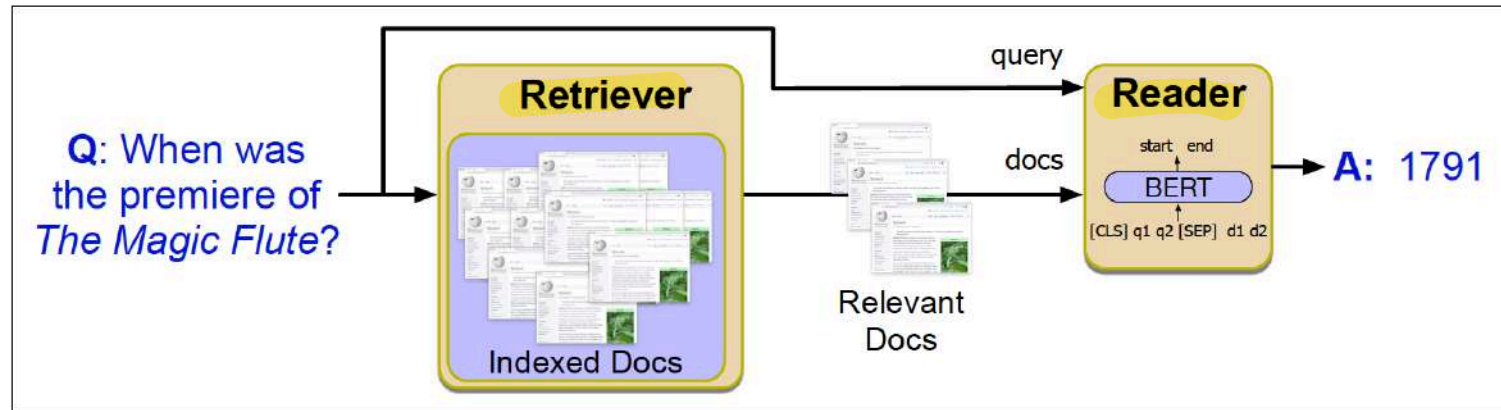 Q: When was
the premiere of
The Magic Flute?
Retriever
Indexed Docs
query
docs
Relevant
Docs
Reader
start end
BERT
[CLS] q1 q2 [SEP] d1 d2
A: 1791